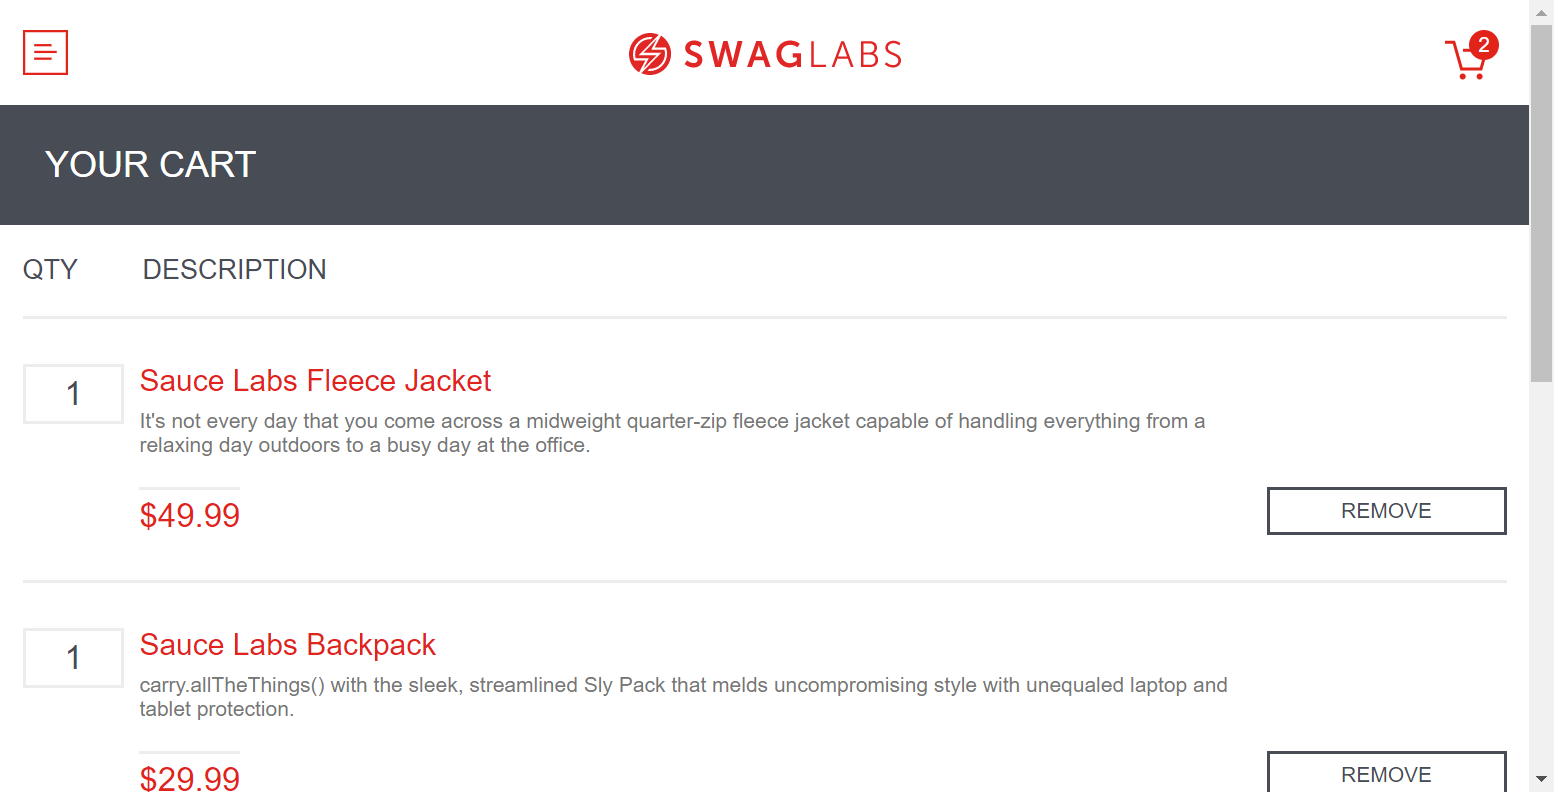 SWAGLABS
2
YOUR CART
QTY DESCRIPTION
1
Sauce Labs Fleece Jacket
It's not every day that you come across a midweight quarter-zip fleece jacket capable of handling everything from a
relaxing day outdoors to a busy day at the office.
$49.99
REMOVE
1
Sauce Labs Backpack
carry.allTheThings() with the sleek, streamlined Sly Pack that melds uncompromising style with unequaled laptop and
tablet protection.
$29.99
REMOVE